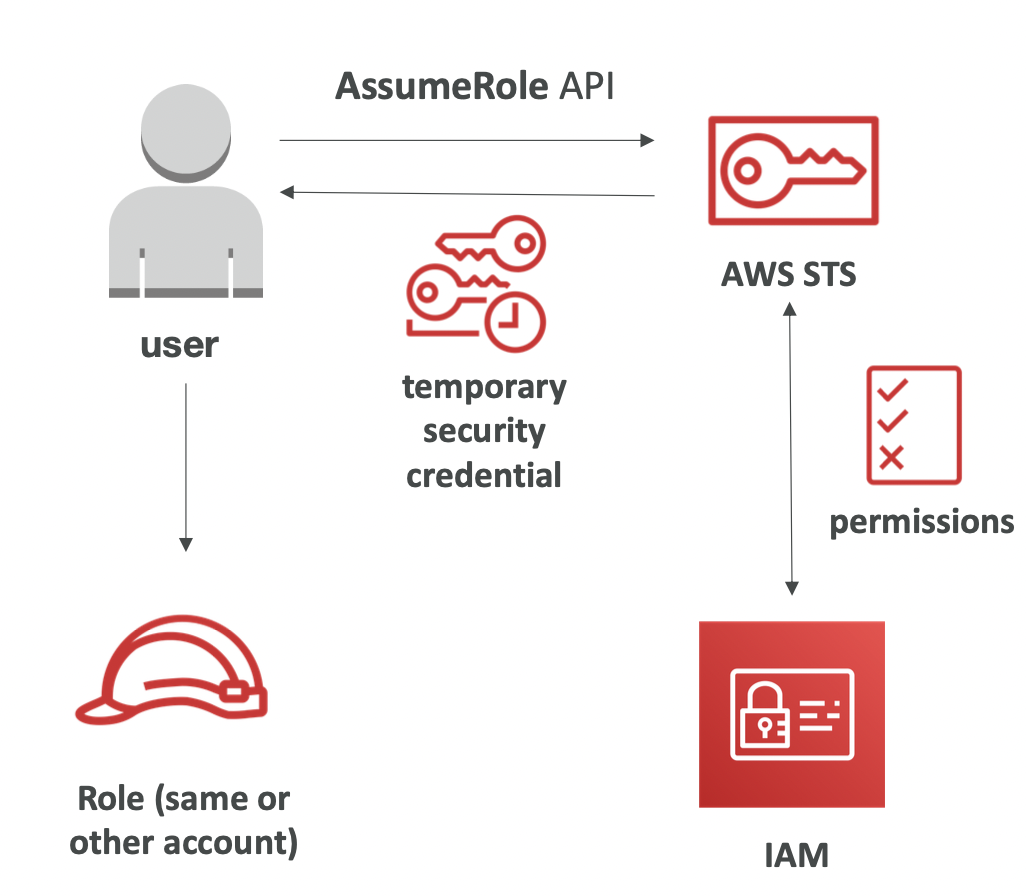 AssumeRole API
AWS STS
user
temporary
security
credential
permissions
Role (same or
other account)
IAM